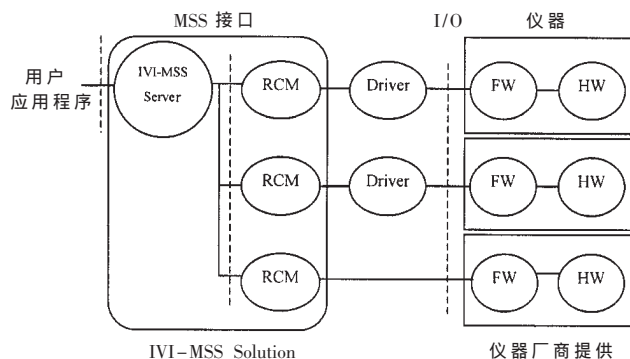 MSS 接口
I/O
仪器
用户
应用程序
IVI-MSS
Server
RCM
Driver
FW
HW
RCM
Driver
FW
HW
RCM
FW
HW
IVI-MSS Solution
仪器厂商提供